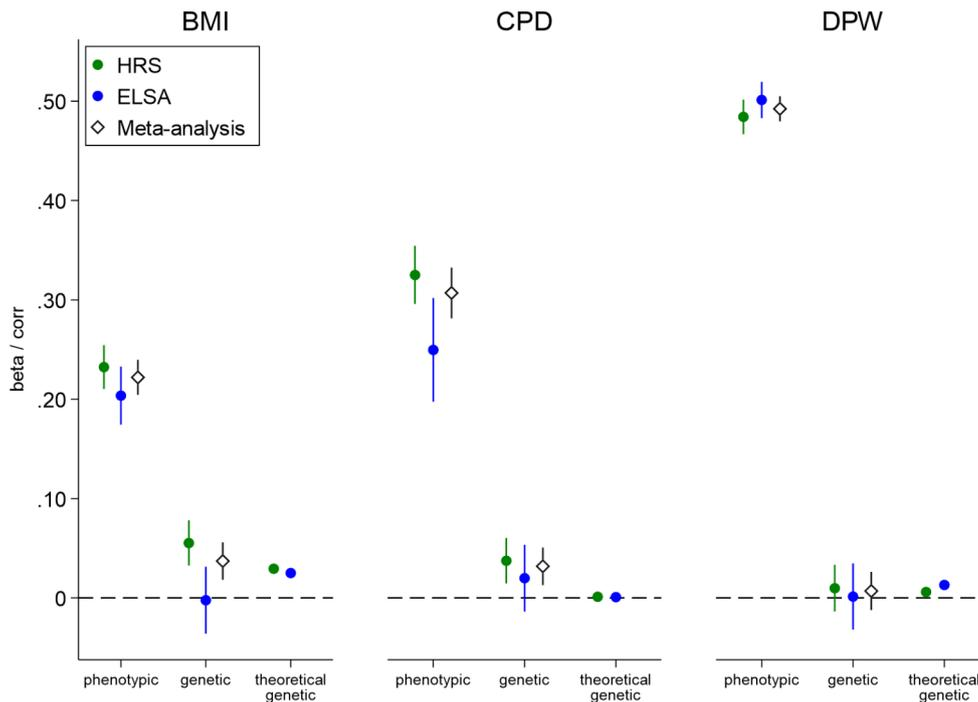 BMI
CPD
DPW
HRS
ELSA
Meta-analysis
beta / corr
.50
.40
.30
.20
.10
0
phenotypic genetic theoretical
genetic
phenotypic genetic theoretical
genetic
phenotypic genetic theoretical
genetic